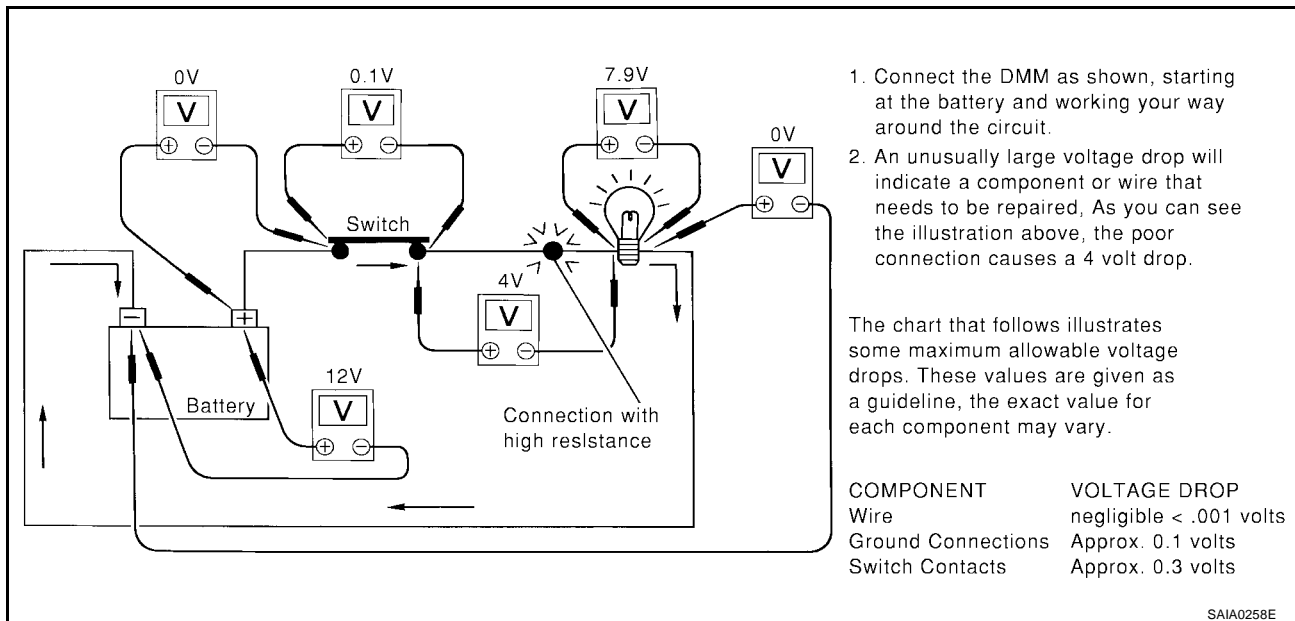 0V
0.1V
7.9V
0V
V
V
V
V
+ −
+ −
+ −
+ −
Switch
4V
V
+ −
− +
Battery
12V
V
+ −
Connection with
high resIstance
1. Connect the DMM as shown, starting
at the battery and working your way
around the circuit.
2. An unusually large voltage drop will
indicate a component or wire that
needs to be repaired, As you can see
the illustration above, the poor
connection causes a 4 volt drop.
The chart that follows illustrates
some maximum allowable voltage
drops. These values are given as
a guideline, the exact value for
each component may vary.
COMPONENT VOLTAGE DROP
Wire negligible < .001 volts
Ground Connections Approx. 0.1 volts
Switch Contacts Approx. 0.3 volts
SAIA0258E